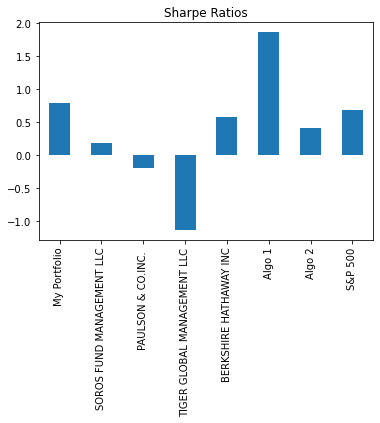 Sharpe Ratios
2.0
1.5
1.0
0.5
0.0
−0.5
−1.0
My Portfolio
SOROS FUND MANAGEMENT LLC
PAULSON & CO.INC.
TIGER GLOBAL MANAGEMENT LLC
BERKSHIRE HATHAWAY INC
Algo 1
Algo 2
S&P 500